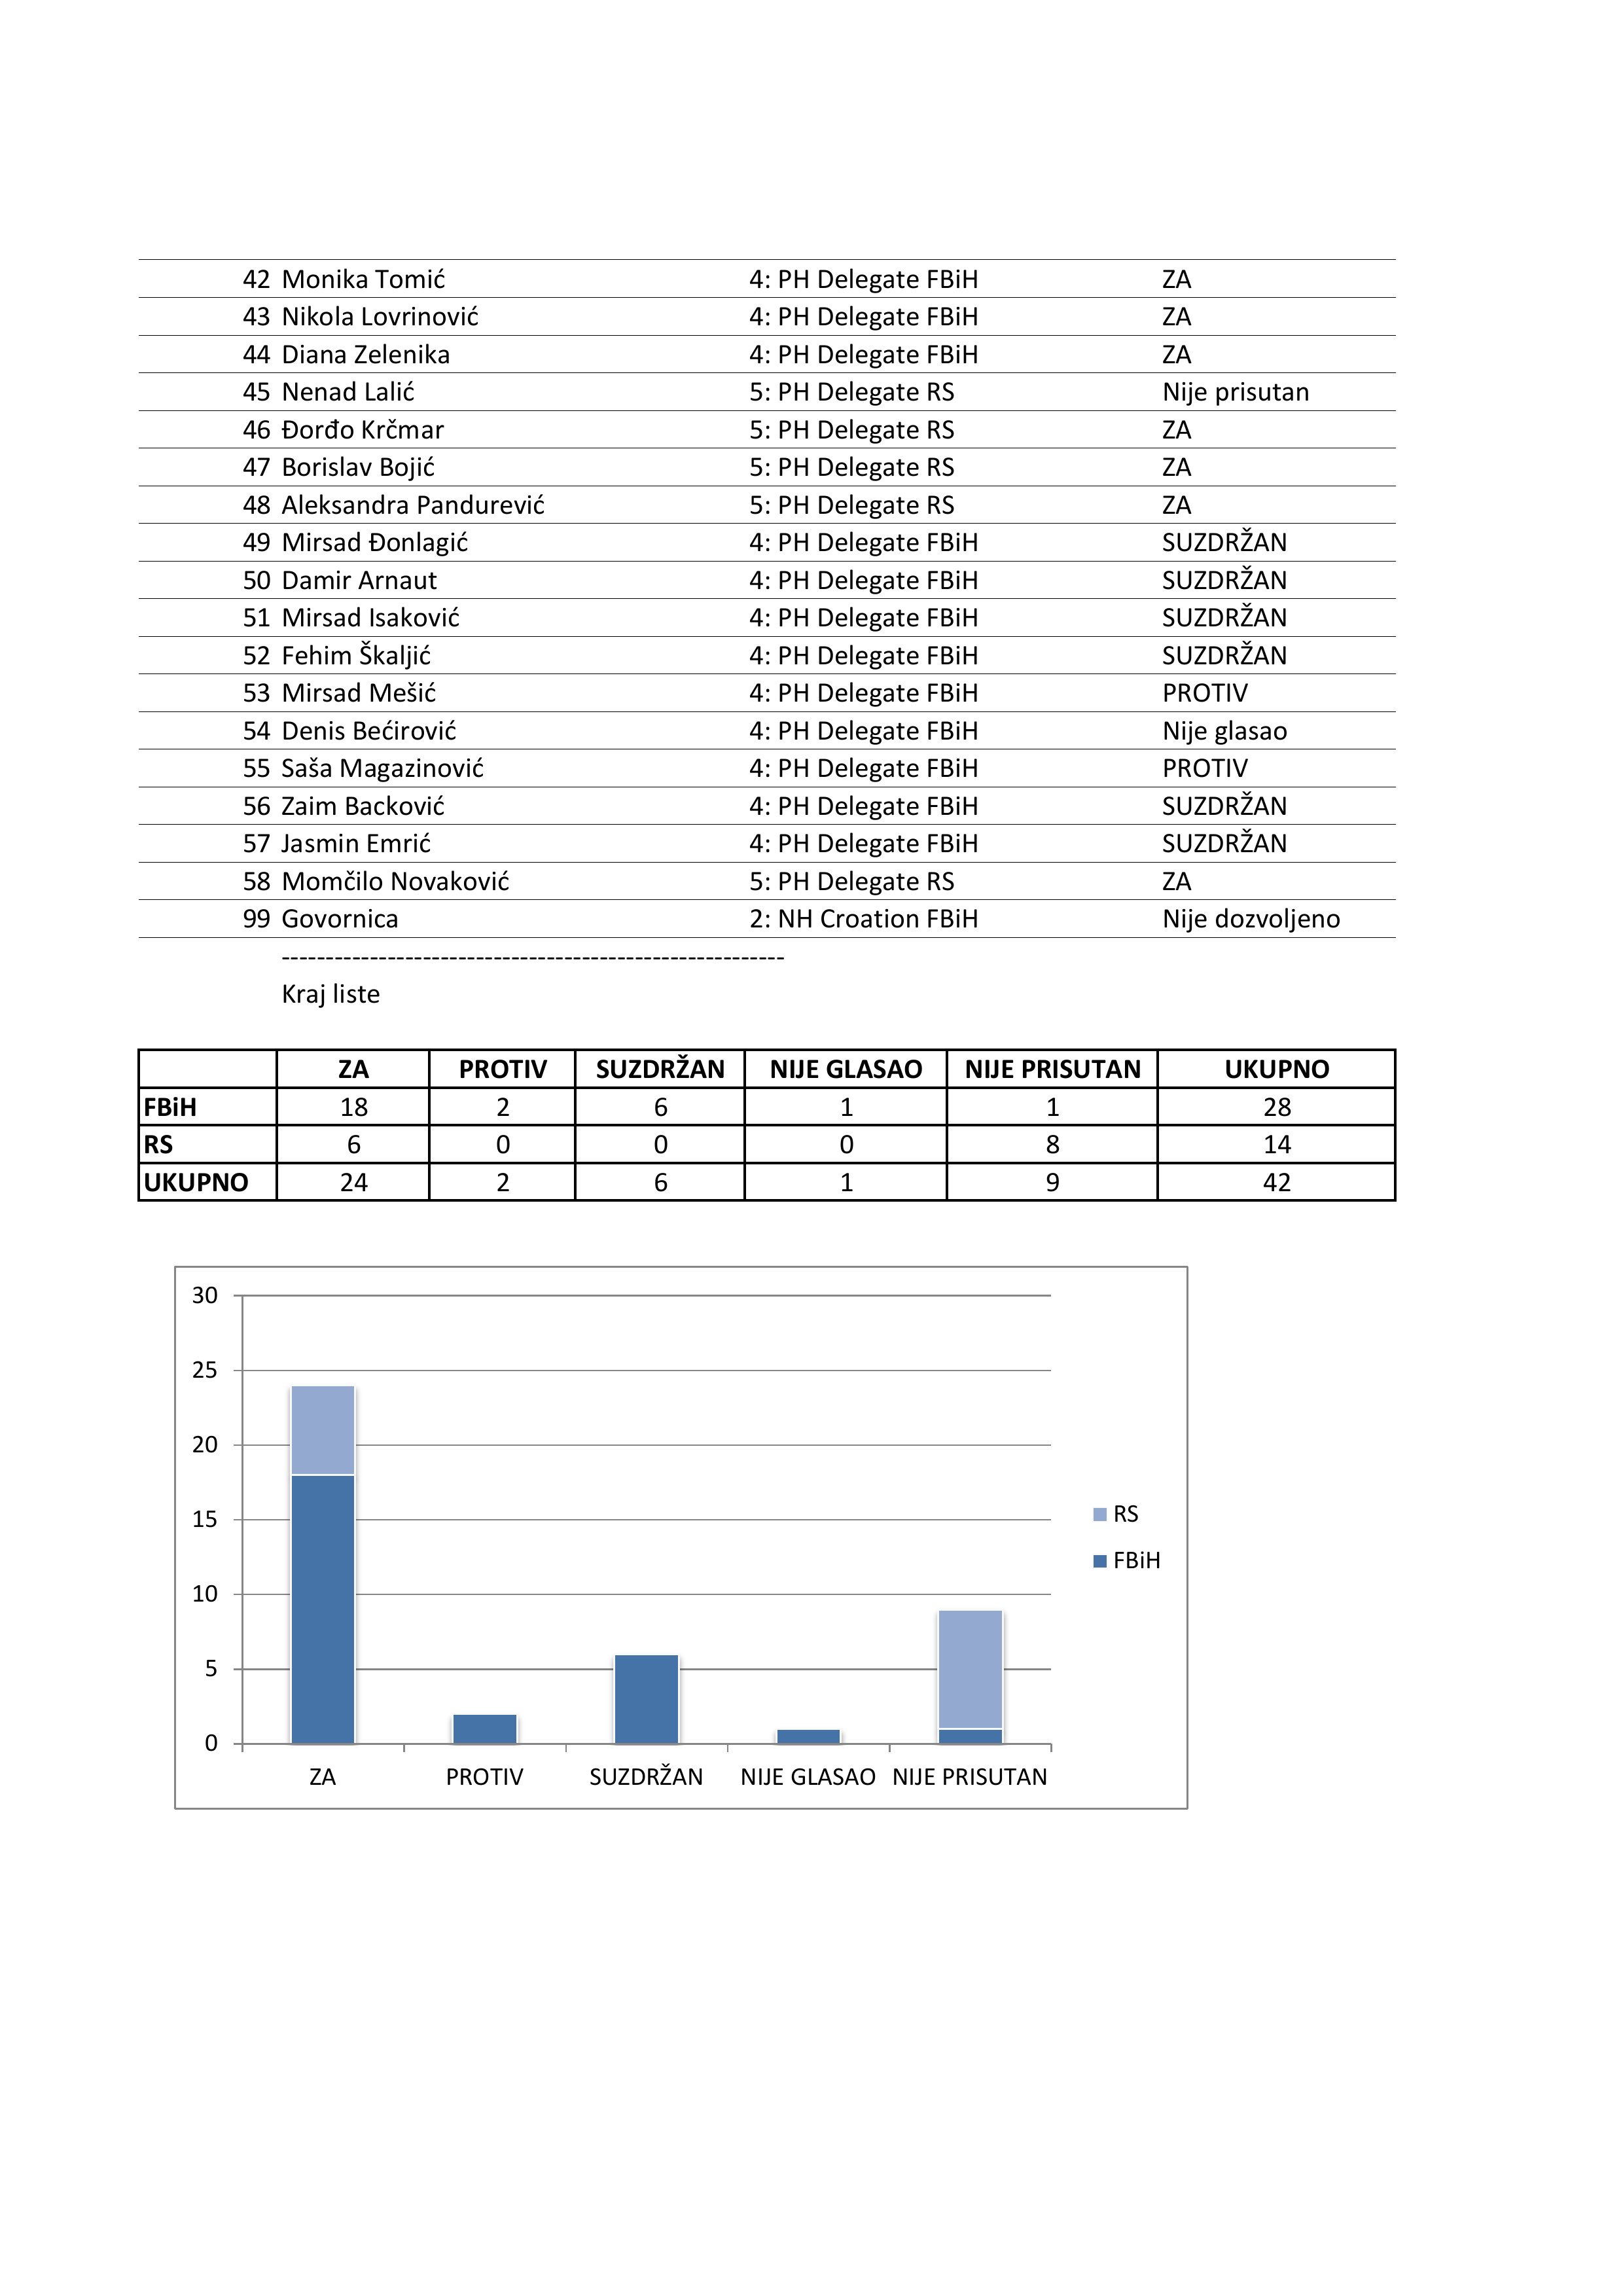 42 Monika Tomić 4: PH Delegate FBiH ZA
43 Nikola Lovrinović 4: PH Delegate FBiH ZA
44 Diana Zelenika 4: PH Delegate FBiH ZA
45 Nenad Lalić 5: PH Delegate RS Nije prisutan
46 Đorđo Krčmar 5: PH Delegate RS ZA
47 Borislav Bojić 5: PH Delegate RS ZA
48 Aleksandra Pandurević 5: PH Delegate RS ZA
49 Mirsad Đonlagić 4: PH Delegate FBiH SUZDRŽAN
50 Damir Arnaut 4: PH Delegate FBiH SUZDRŽAN
51 Mirsad Isaković 4: PH Delegate FBiH SUZDRŽAN
52 Fehim Škaljić 4: PH Delegate FBiH SUZDRŽAN
53 Mirsad Mešić 4: PH Delegate FBiH PROTIV
54 Denis Bećirović 4: PH Delegate FBiH Nije glasao
55 Saša Magazinović 4: PH Delegate FBiH PROTIV
56 Zaim Backović 4: PH Delegate FBiH SUZDRŽAN
57 Jasmin Emrić 4: PH Delegate FBiH SUZDRŽAN
58 Momčilo Novaković 5: PH Delegate RS ZA
99 Govornica 2: NH Croation FBiH Nije dozvoljeno
---------------------------------------------------------
Kraj liste
ZA PROTIV SUZDRŽAN NIJE GLASAO NIJE PRISUTAN UKUPNO
FBiH 18 2 6 1 1 28
RS 6 0 0 0 8 14
UKUPNO 24 2 6 1 9 42
30
25
20
15
10
5
0
ZA PROTIV SUZDRŽAN NIJE GLASAO NIJE PRISUTAN
RS
FBiH